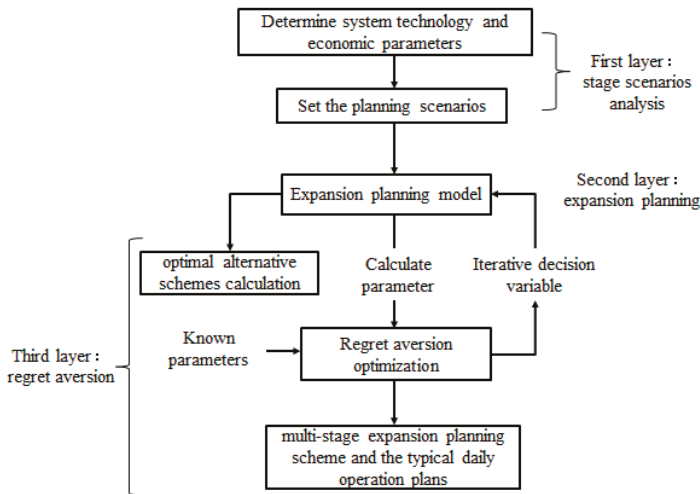 Determine system technology and
economic parameters
First layer：
stage scenarios
analysis
Set the planning scenarios
Expansion planning model
Second layer：
expansion planning
optimal alternative
schemes calculation
Calculate
parameter
Iterative decision
variable
Known
parameters
Regret aversion
optimization
Third layer：
regret aversion
multi-stage expansion planning
scheme and the typical daily
operation plans